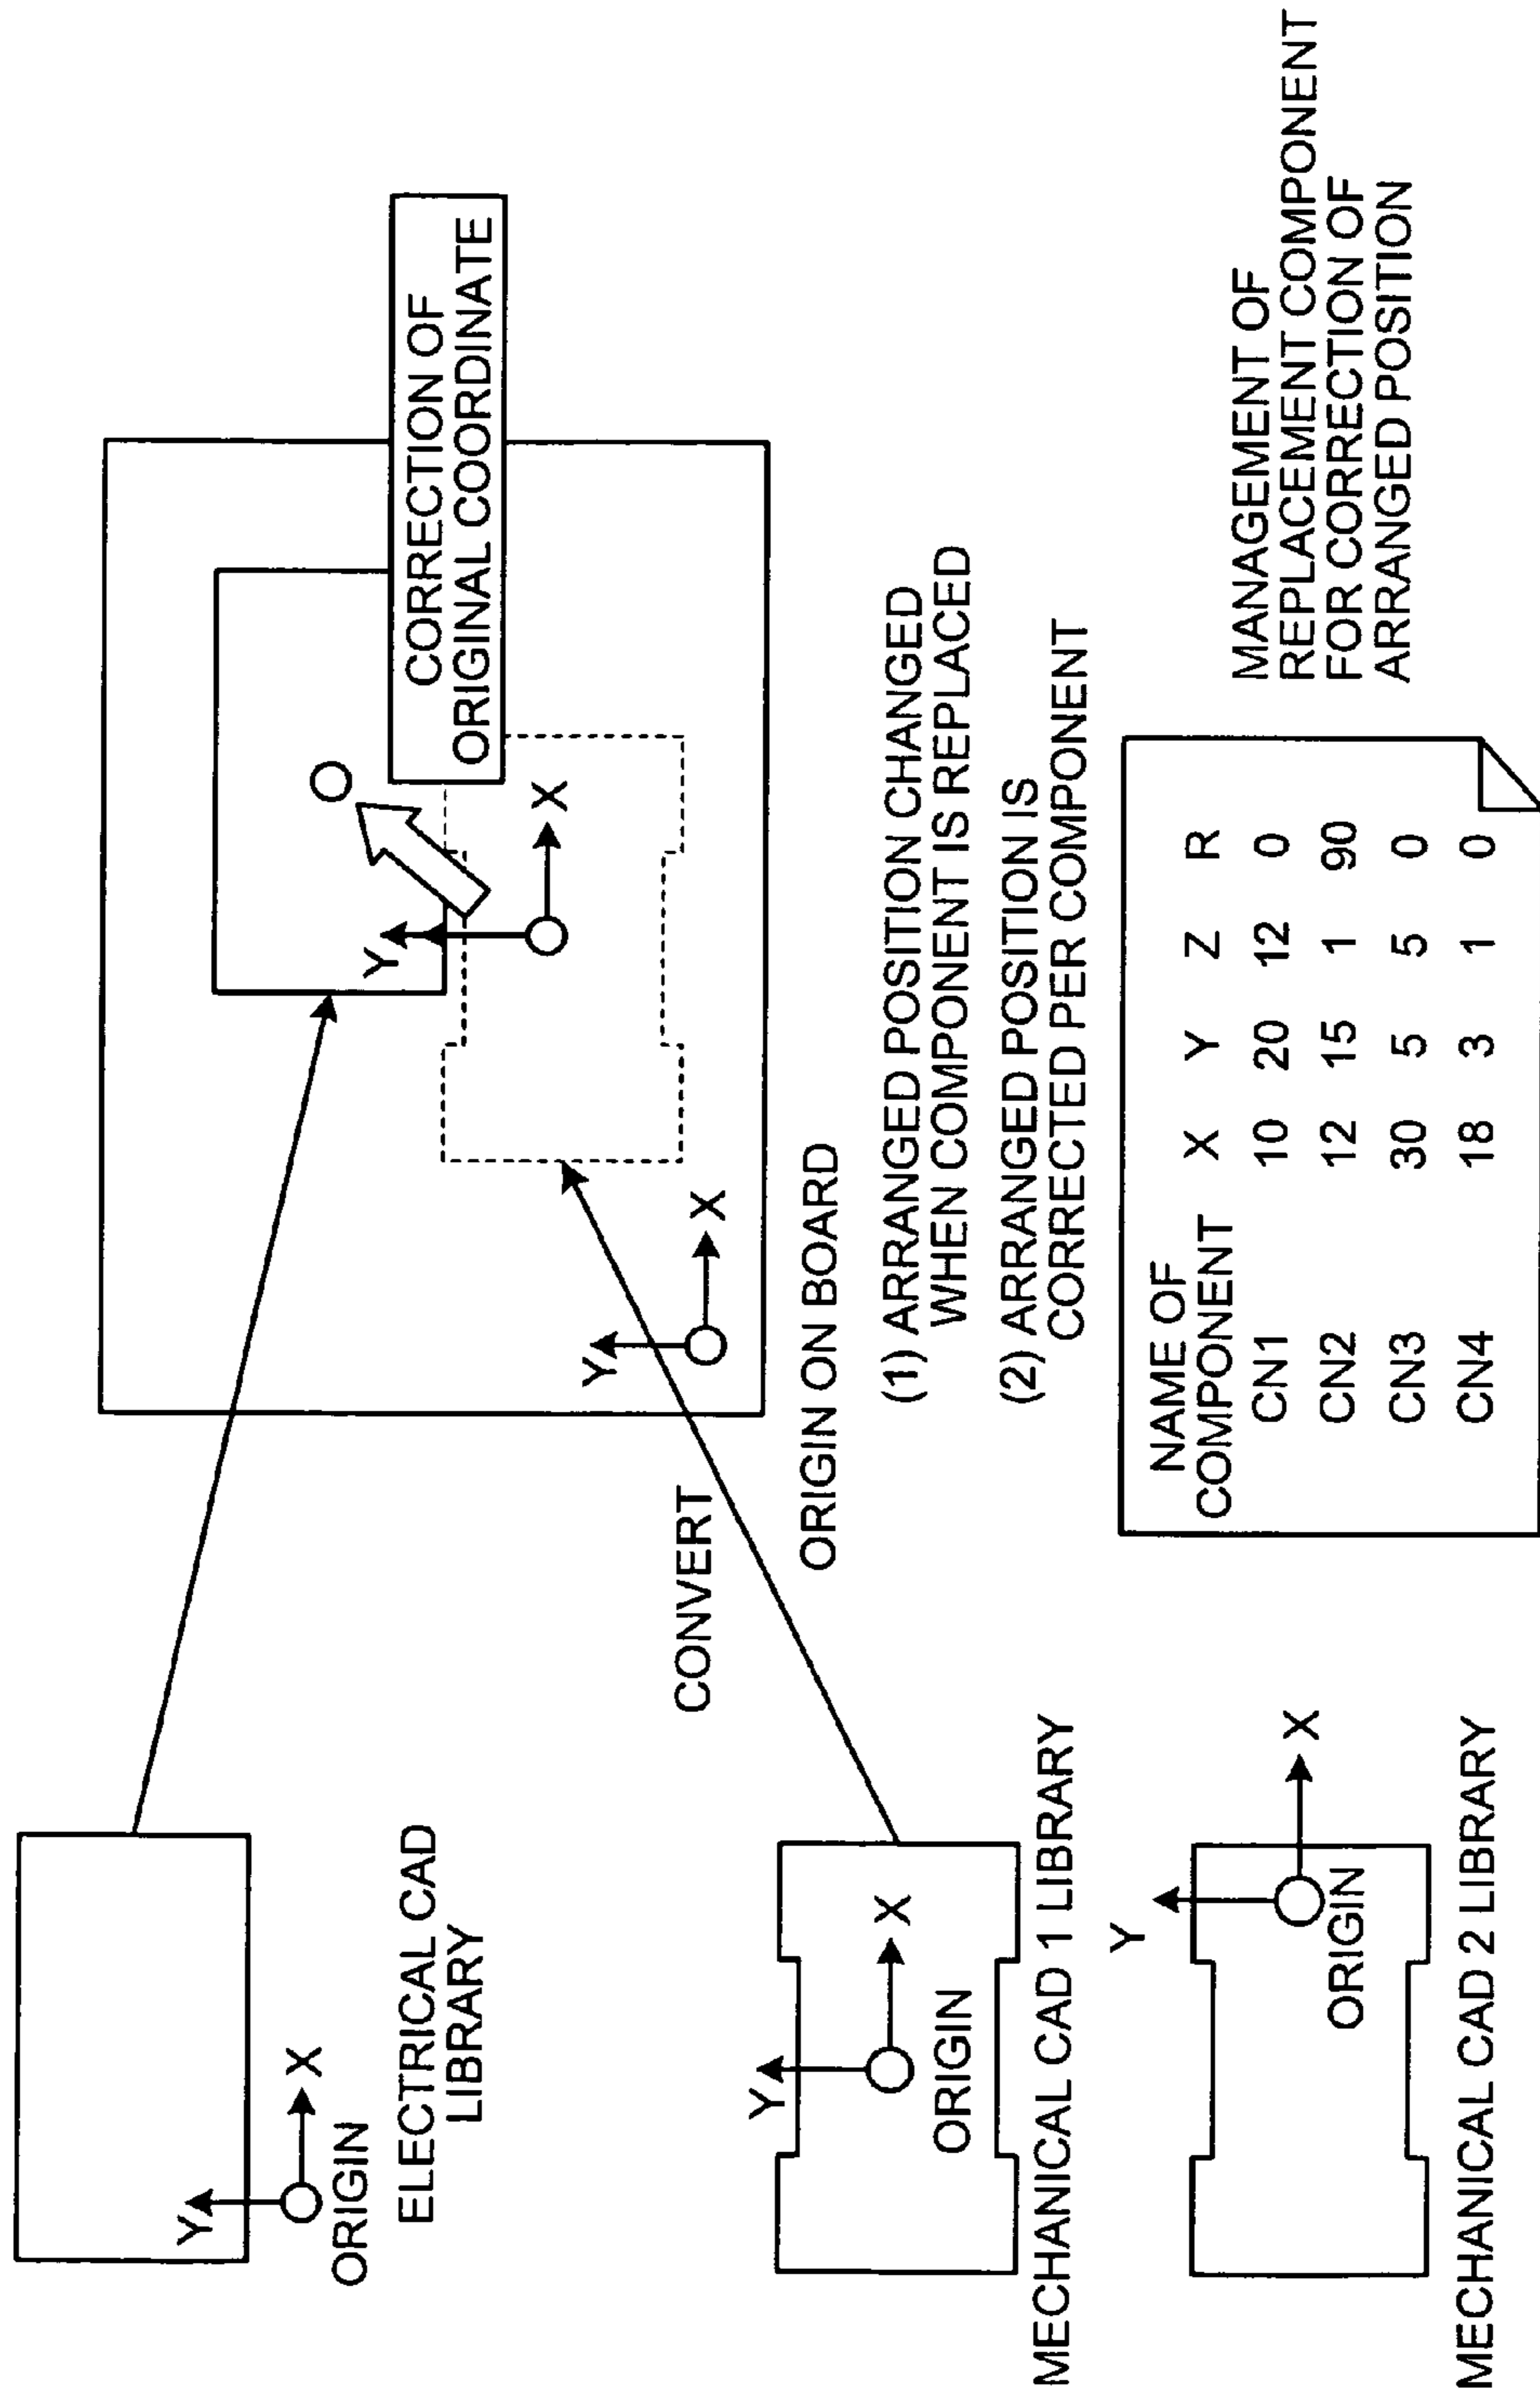 Y
X
ORIGIN
ELECTRICAL CAD
LIBRARY
CONVERT
Y
X
ORIGIN
MECHANICAL CAD 1 LIBRARY
Y
X
ORIGIN
MECHANICAL CAD 2 LIBRARY
CORRECTION OF
ORIGINAL COORDINATE
Y
X
Y
X
ORIGIN ON BOARD
(1) ARRANGED POSITION CHANGED
WHEN COMPONENT IS REPLACED
(2) ARRANGED POSITION IS
CORRECTED PER COMPONENT
NAME OF
COMPONENT X Y Z R
CN1 10 20 12 0
CN2 12 15 1 90
CN3 30 5 5 0
CN4 18 3 1 0
MANAGEMENT OF
REPLACEMENT COMPONENT
FOR CORRECTION OF
ARRANGED POSITION